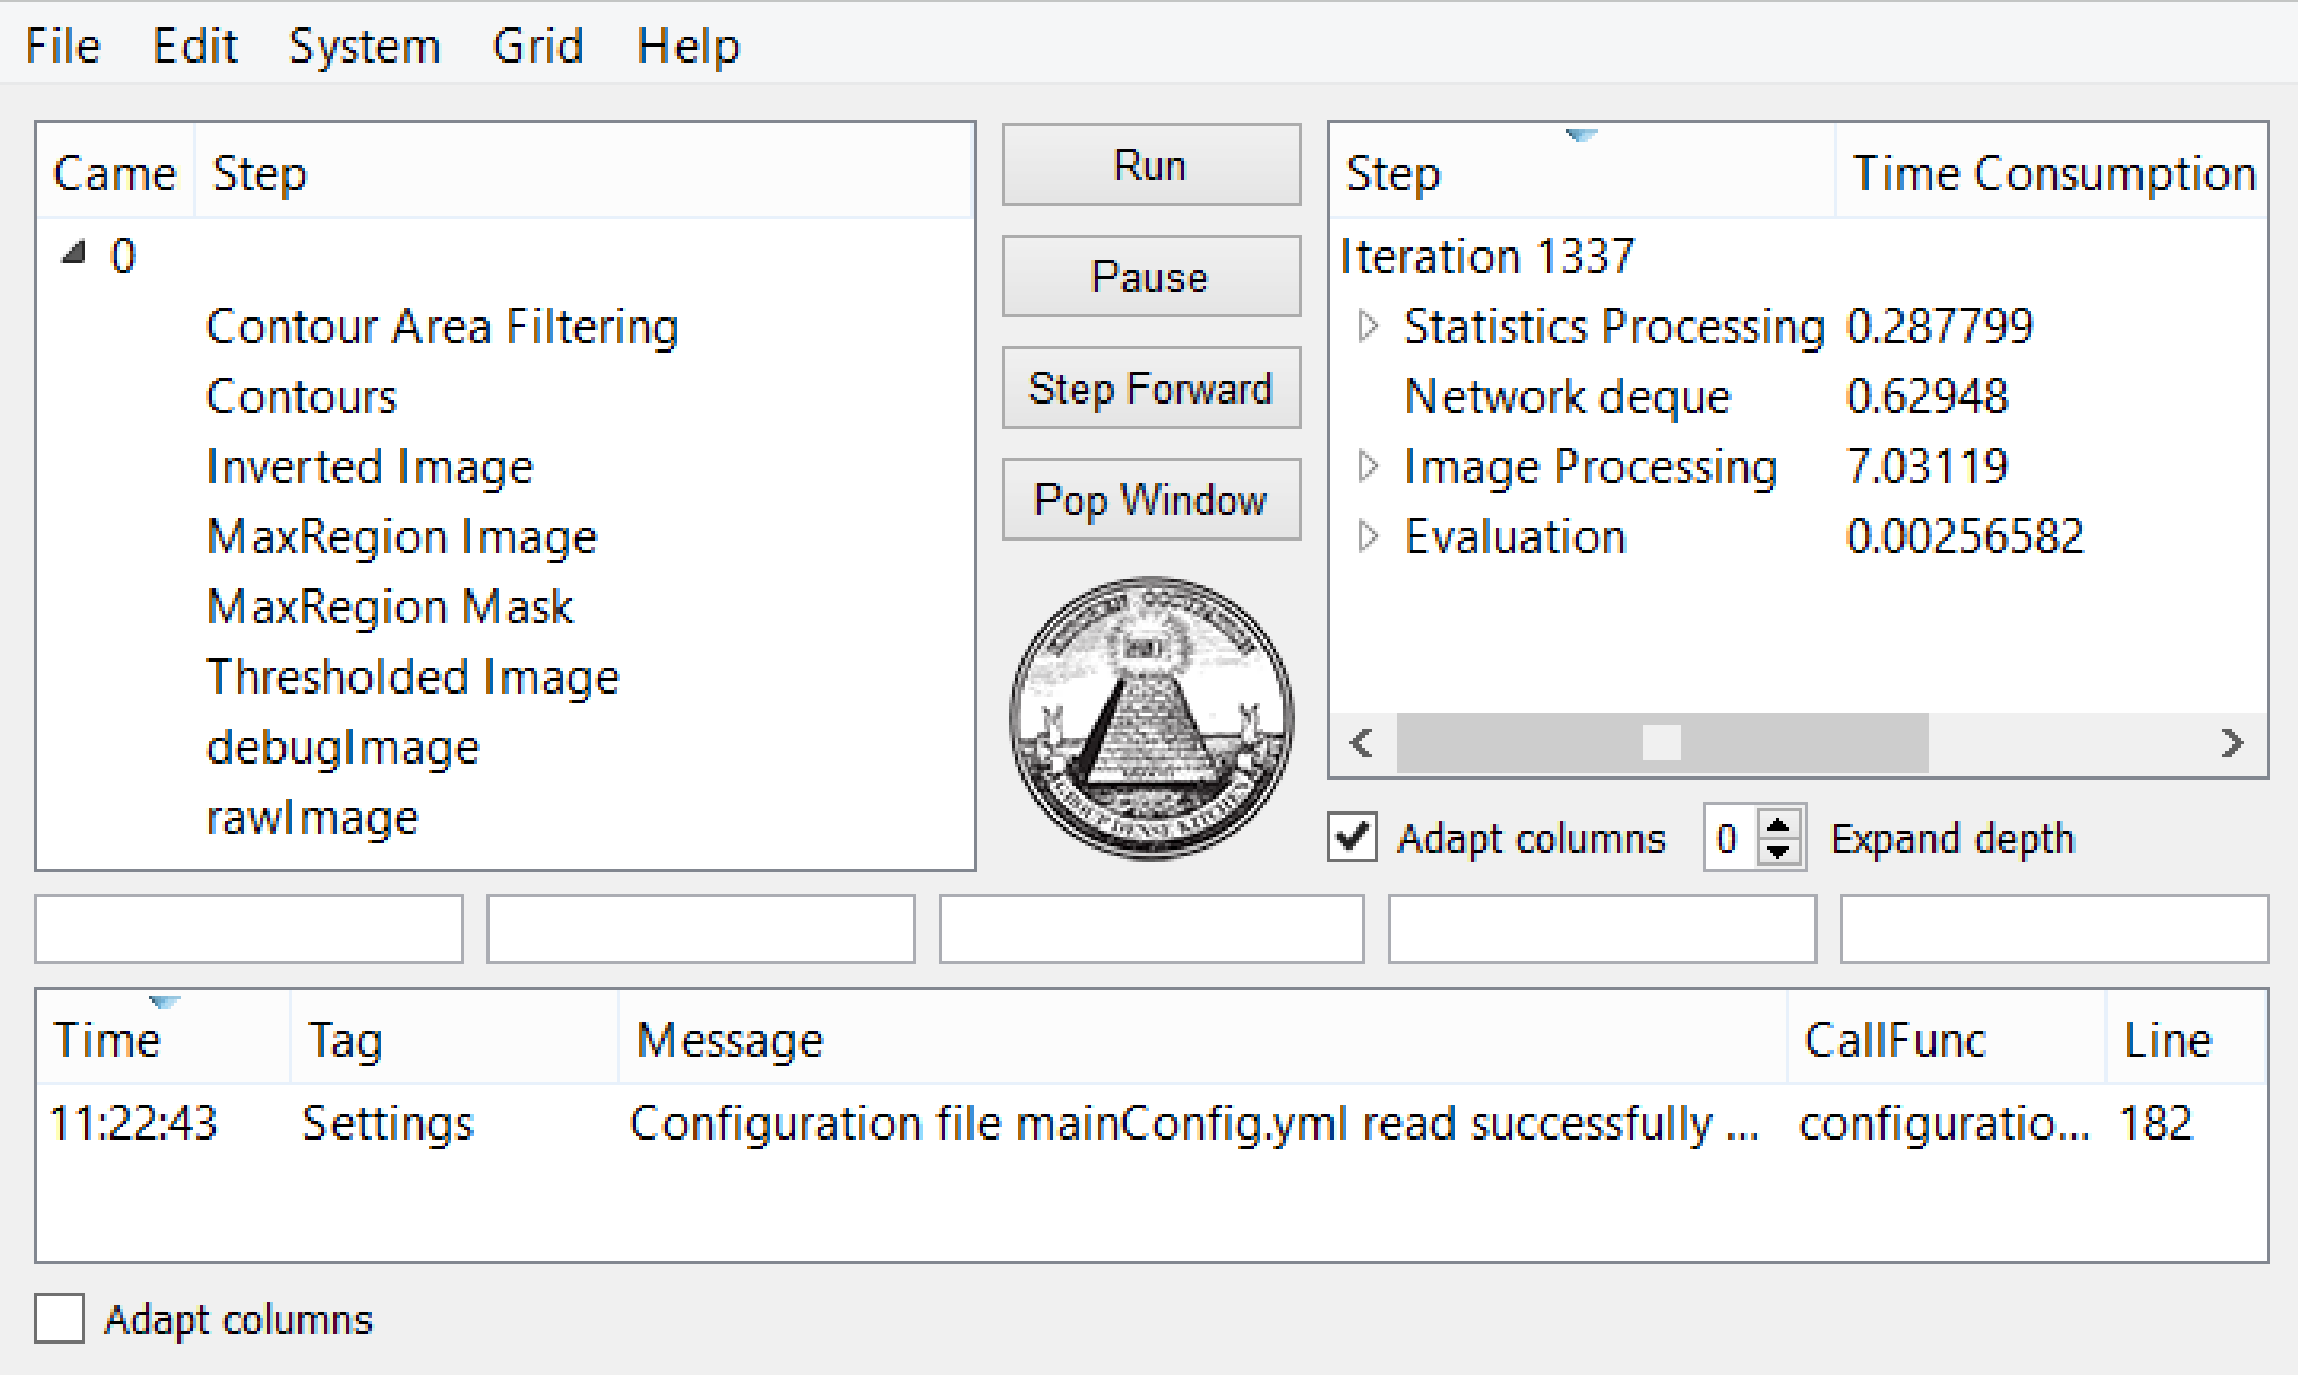 File Edit System Grid Help
Came Step
0
Contour Area Filtering
Contours
Inverted Image
MaxRegion Image
MaxRegion Mask
Thresholded Image
debugImage
rawImage
Run
Pause
Step Forward
Pop Window
Step Time Consumption
Iteration 1337
Statistics Processing 0.287799
Network deque 0.62948
Image Processing 7.03119
Evaluation 0.00256582
Adapt columns 0 Expand depth
Time Tag Message CallFunc Line
11:22:43 Settings Configuration file mainConfig.yml read successfully ... configuratio... 182
Adapt columns